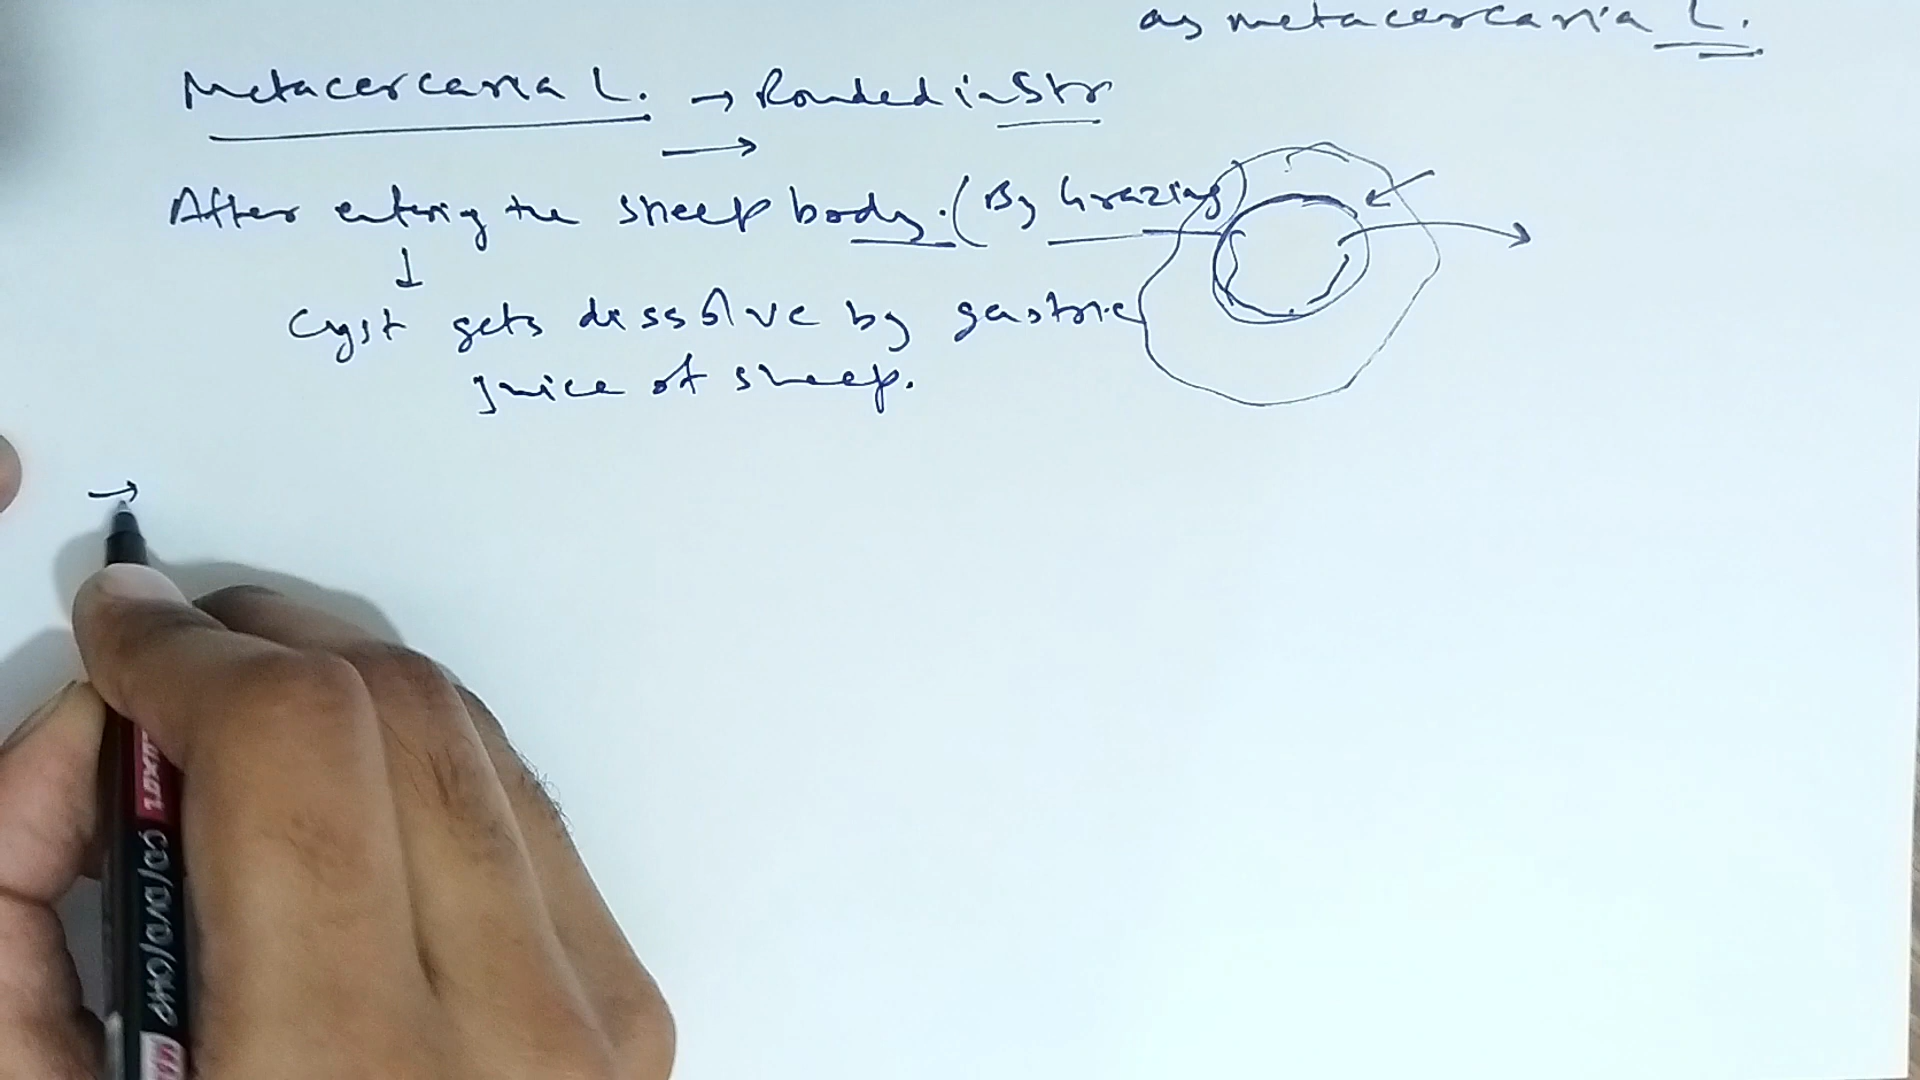 as metacercaria L.
Metacercaria L. → Rounded in Str
→
After entering the sheep body. (By Grazing)
↓
Cyst gets dissolve by gastric
juice of sheep.
→